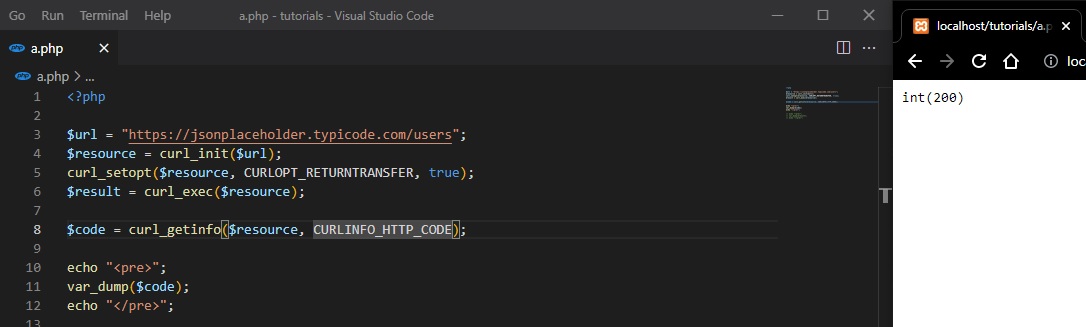 Go Run Terminal Help a.php - tutorials - Visual Studio Code
a.php
a.php > ...
1 <?php
2
3 $url = "https://jsonplaceholder.typicode.com/users";
4 $resource = curl_init($url);
5 curl_setopt($resource, CURLOPT_RETURNTRANSFER, true);
6 $result = curl_exec($resource);
7
8 $code = curl_getinfo($resource, CURLINFO_HTTP_CODE);
9
10 echo "<pre>";
11 var_dump($code);
12 echo "</pre>";
13
localhost/tutorials/a.p
loc
int(200)